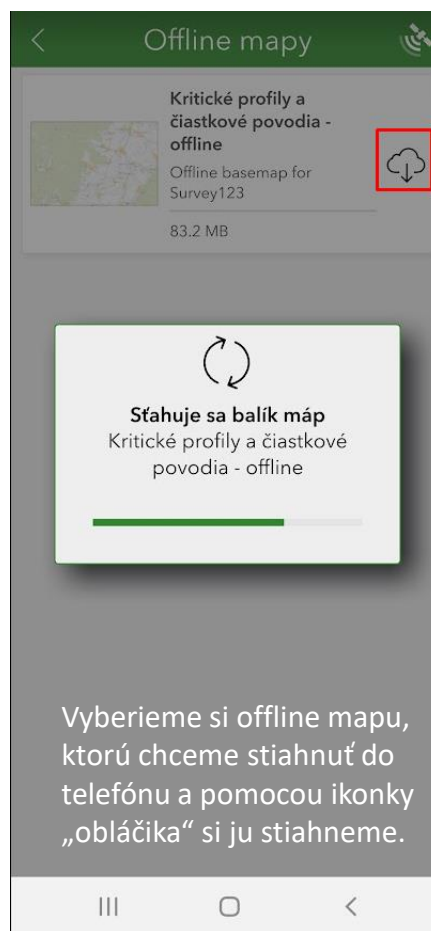 Offline mapy
Kritické profily a
čiastkové povodia -
offline
Offline basemap for
Survey123
83.2 MB
Sťahuje sa balík máp
Kritické profily a čiastkové
povodia - offline
Vyberieme si offline mapu,
ktorú chceme stiahnuť do
telefónu a pomocou ikonky
„obláčika“ si ju stiahneme.